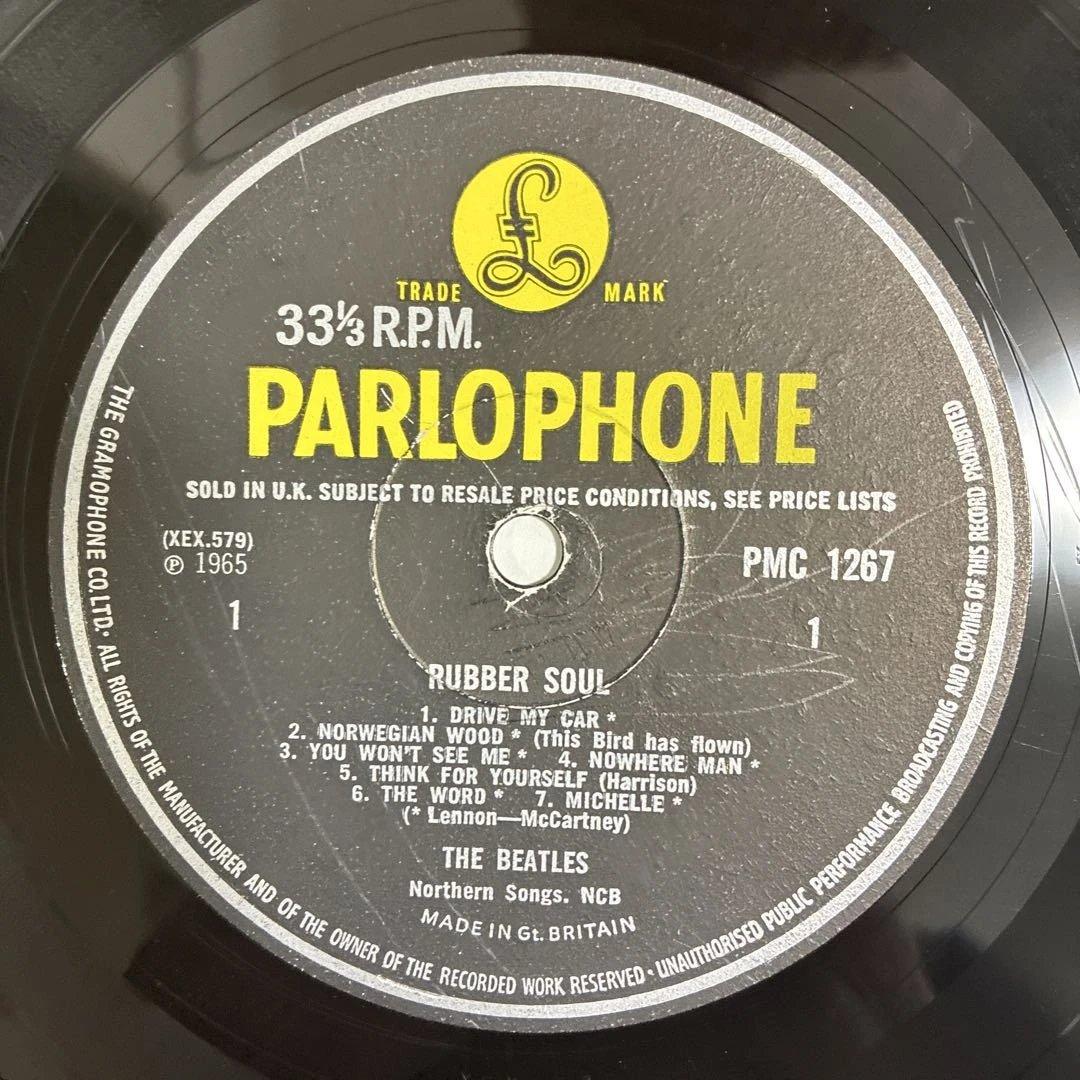 £
TRADE MARK
33⅓ R.P.M.
PARLOPHONE
SOLD IN U.K. SUBJECT TO RESALE PRICE CONDITIONS, SEE PRICE LISTS
(XEX.579)
℗ 1965
PMC 1267
1
1
RUBBER SOUL
1. DRIVE MY CAR *
2. NORWEGIAN WOOD * (This Bird has flown)
3. YOU WON'T SEE ME * 4. NOWHERE MAN *
5. THINK FOR YOURSELF (Harrison)
6. THE WORD * 7. MICHELLE *
(* Lennon—McCartney)
THE BEATLES
Northern Songs. NCB
MADE IN Gt. BRITAIN
THE GRAMOPHONE CO. LTD. · ALL RIGHTS OF THE MANUFACTURER AND OF THE OWNER OF THE RECORDED WORK RESERVED · UNAUTHORISED PUBLIC PERFORMANCE BROADCASTING AND COPYING OF THIS RECORD PROHIBITED